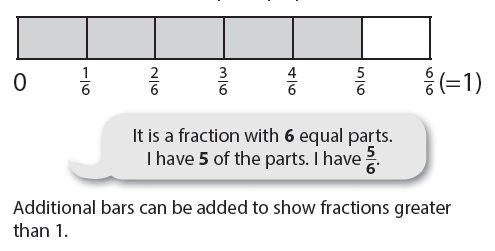 0 1/6 2/6 3/6 4/6 5/6 6/6 (=1)
It is a fraction with 6 equal parts.
I have 5 of the parts. I have 5/6.
Additional bars can be added to show fractions greater
than 1.